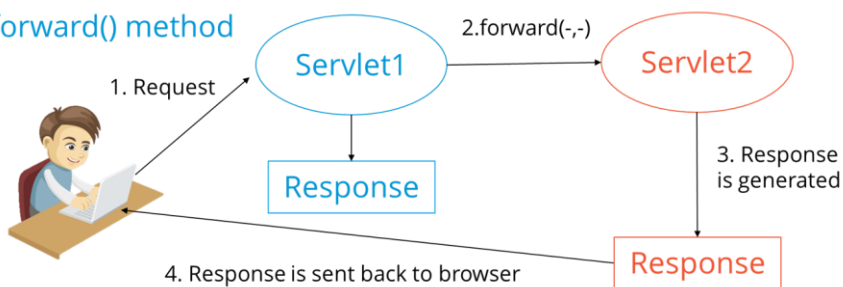 forward() method
1. Request
Servlet1
2.forward(-,-)
Servlet2
Response
3. Response
is generated
Response
4. Response is sent back to browser